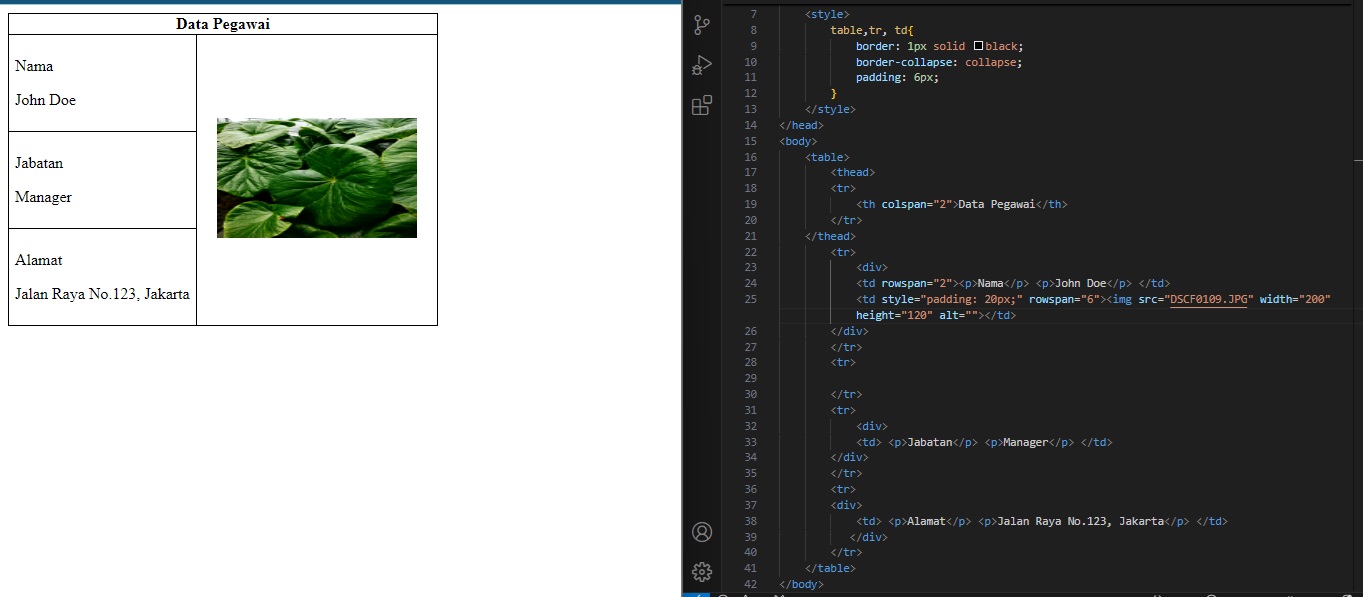 Data Pegawai
Nama
John Doe
Jabatan
Manager
Alamat
Jalan Raya No.123, Jakarta
7 <style>
8 table,tr, td{
9 border: 1px solid black;
10 border-collapse: collapse;
11 padding: 6px;
12 }
13 </style>
14 </head>
15 <body>
16 <table>
17 <thead>
18 <tr>
19 <th colspan="2">Data Pegawai</th>
20 </tr>
21 </thead>
22 <tr>
23 <div>
24 <td rowspan="2"><p>Nama</p> <p>John Doe</p> </td>
25 <td style="padding: 20px;" rowspan="6"><img src="DSCF0109.JPG" width="200"
height="120" alt=""></td>
26 </div>
27 </tr>
28 <tr>
29
30 </tr>
31 <tr>
32 <div>
33 <td> <p>Jabatan</p> <p>Manager</p> </td>
34 </div>
35 </tr>
36 <tr>
37 <div>
38 <td> <p>Alamat</p> <p>Jalan Raya No.123, Jakarta</p> </td>
39 </div>
40 </tr>
41 </table>
42 </body>